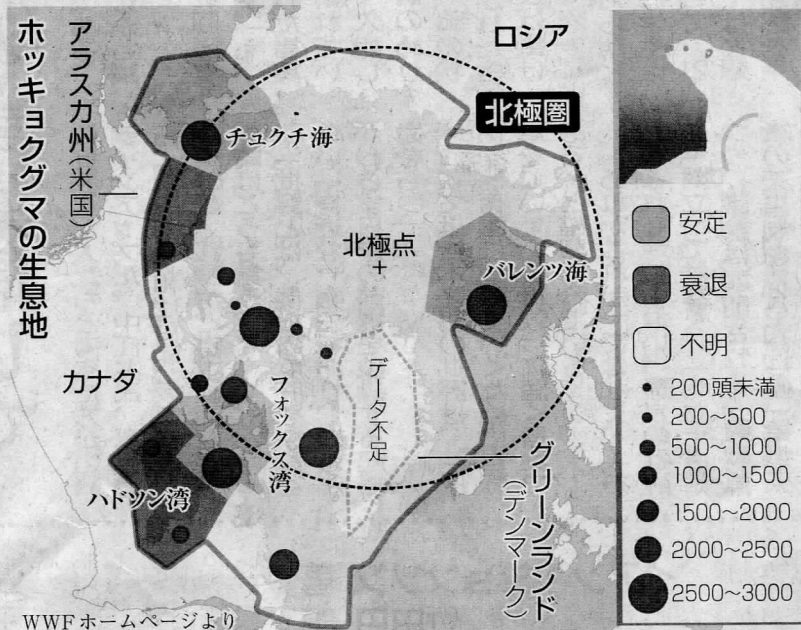 ホッキョクグマの生息地
アラスカ州(米国)
ロシア
北極圏
チュクチ海
北極点
+
バレンツ海
カナダ
フォックス湾
データ不足
ハドソン湾
グリーンランド
(デンマーク)
WWFホームページより
安定
衰退
不明
200頭未満
200〜500
500〜1000
1000〜1500
1500〜2000
2000〜2500
2500〜3000